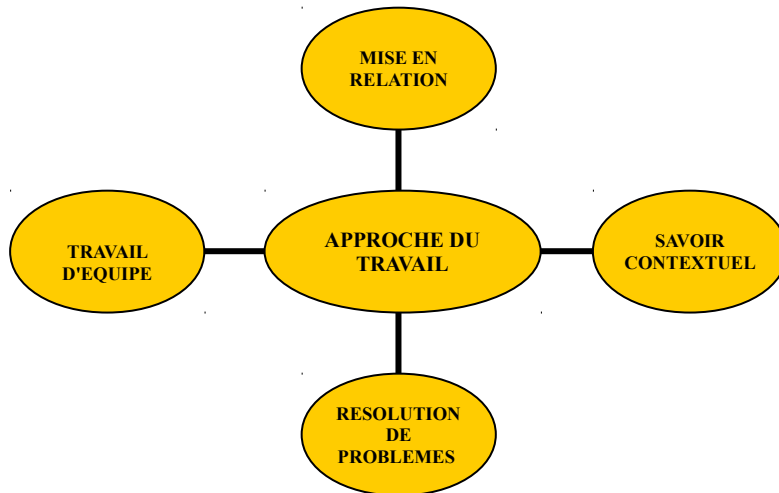 MISE EN
RELATION
TRAVAIL
D'EQUIPE
APPROCHE DU
TRAVAIL
SAVOIR
CONTEXTUEL
RESOLUTION
DE
PROBLEMES